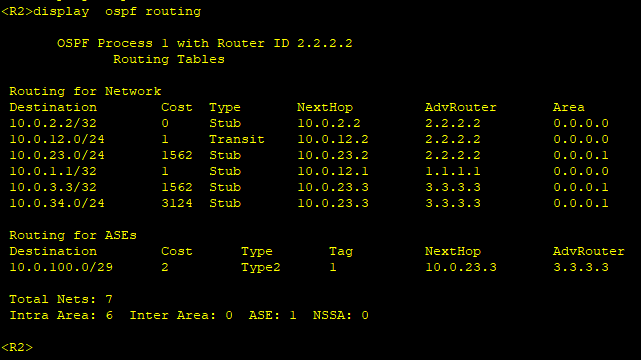 <R2>display  ospf routing
OSPF Process 1 with Router ID 2.2.2.2
Routing Tables
Routing for Network
Destination Cost Type NextHop AdvRouter Area
10.0.2.2/32 0 Stub 10.0.2.2 2.2.2.2 0.0.0.0
10.0.12.0/24 1 Transit 10.0.12.2 2.2.2.2 0.0.0.0
10.0.23.0/24 1562 Stub 10.0.23.2 2.2.2.2 0.0.0.1
10.0.1.1/32 1 Stub 10.0.12.1 1.1.1.1 0.0.0.0
10.0.3.3/32 1562 Stub 10.0.23.3 3.3.3.3 0.0.0.1
10.0.34.0/24 3124 Stub 10.0.23.3 3.3.3.3 0.0.0.1
Routing for ASEs
Destination Cost Type Tag NextHop AdvRouter
10.0.100.0/29 2 Type2 1 10.0.23.3 3.3.3.3
Total Nets: 7
Intra Area: 6  Inter Area: 0  ASE: 1  NSSA: 0
<R2>